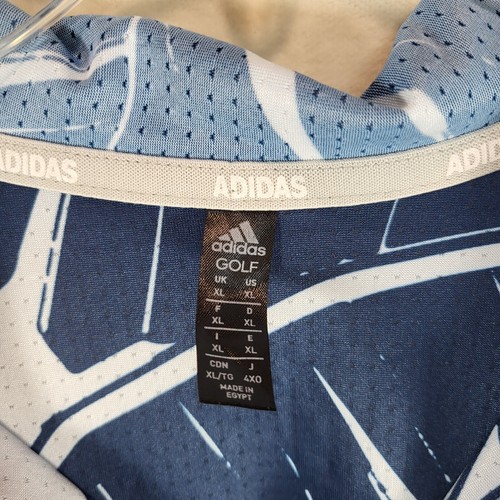 ADIDAS ADIDAS ADIDAS
adidas
GOLF
UK US
XL XL
F D
XL XL
I E
XL XL
CDN J
XL/TG 4XO
MADE IN
EGYPT